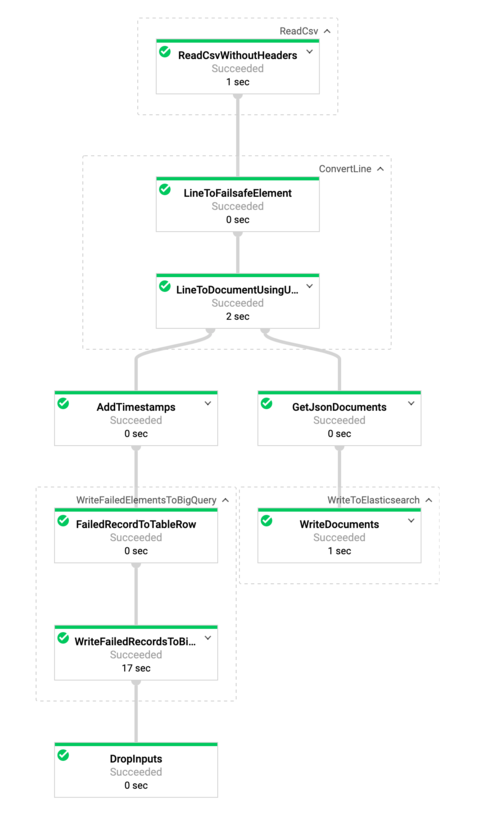 ReadCsv
ReadCsvWithoutHeaders
Succeeded
1 sec
ConvertLine
LineToFailsafeElement
Succeeded
0 sec
LineToDocumentUsingU...
Succeeded
2 sec
AddTimestamps
Succeeded
0 sec
GetJsonDocuments
Succeeded
0 sec
WriteFailedElementsToBigQuery
FailedRecordToTableRow
Succeeded
0 sec
WriteToElasticsearch
WriteDocuments
Succeeded
1 sec
WriteFailedRecordsToBi...
Succeeded
17 sec
DropInputs
Succeeded
0 sec